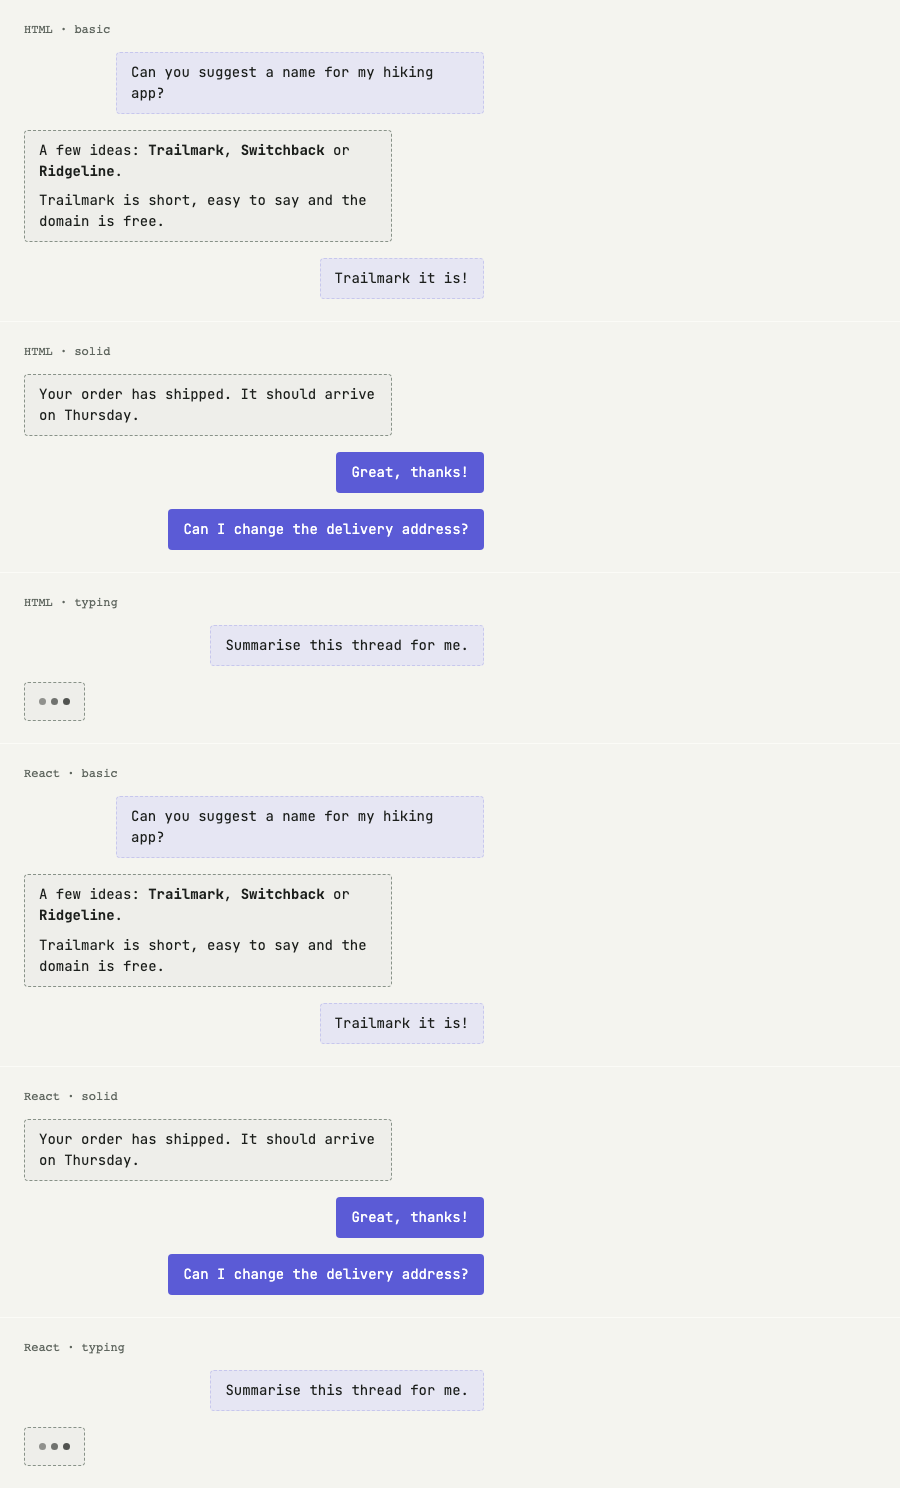 HTML · basic
Can you suggest a name for my hiking
app?
A few ideas: Trailmark, Switchback or
Ridgeline.
Trailmark is short, easy to say and the
domain is free.
Trailmark it is!
HTML · solid
Your order has shipped. It should arrive
on Thursday.
Great, thanks!
Can I change the delivery address?
HTML · typing
Summarise this thread for me.
React · basic
Can you suggest a name for my hiking
app?
A few ideas: Trailmark, Switchback or
Ridgeline.
Trailmark is short, easy to say and the
domain is free.
Trailmark it is!
React · solid
Your order has shipped. It should arrive
on Thursday.
Great, thanks!
Can I change the delivery address?
React · typing
Summarise this thread for me.